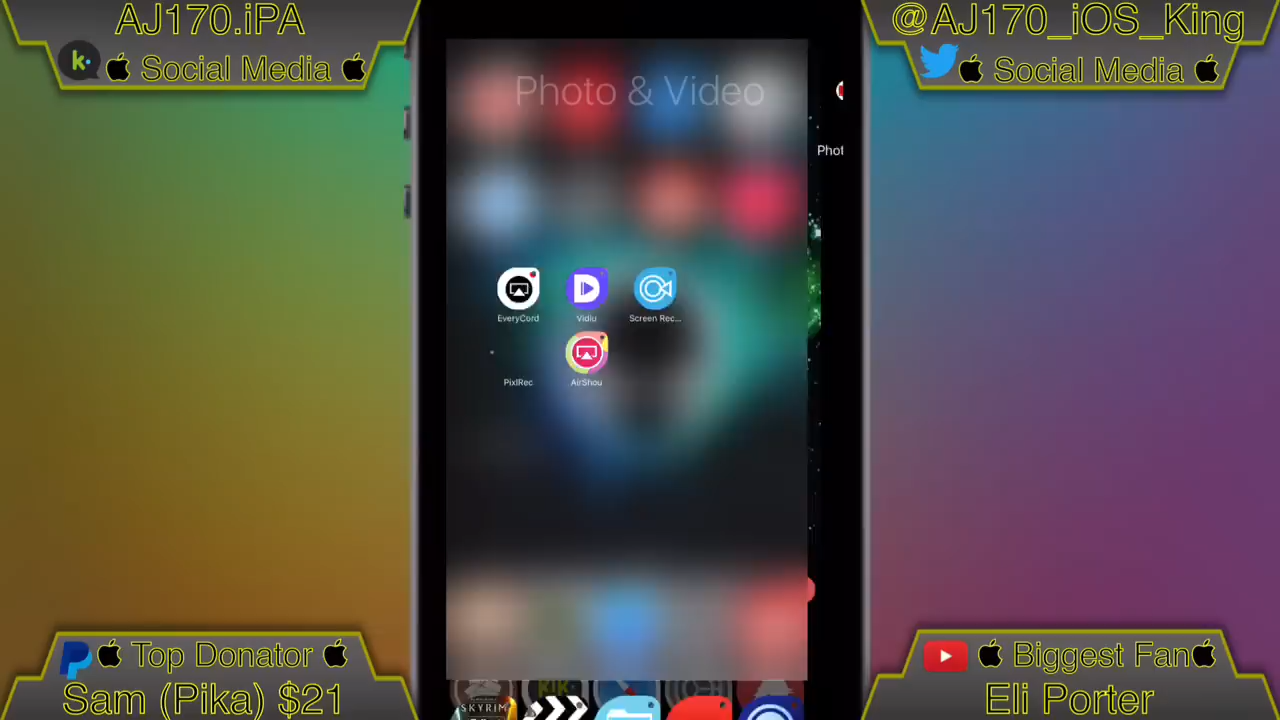 AJ170.iPA
k.
Social Media
@AJ170_iOS_King
Social Media
Photo & Video
Phot
EveryCord
Vidiu
Screen Rec...
PixlRec
AirShou
SKYRIM
Top Donator
Sam (Pika) $21
Biggest Fan
Eli Porter